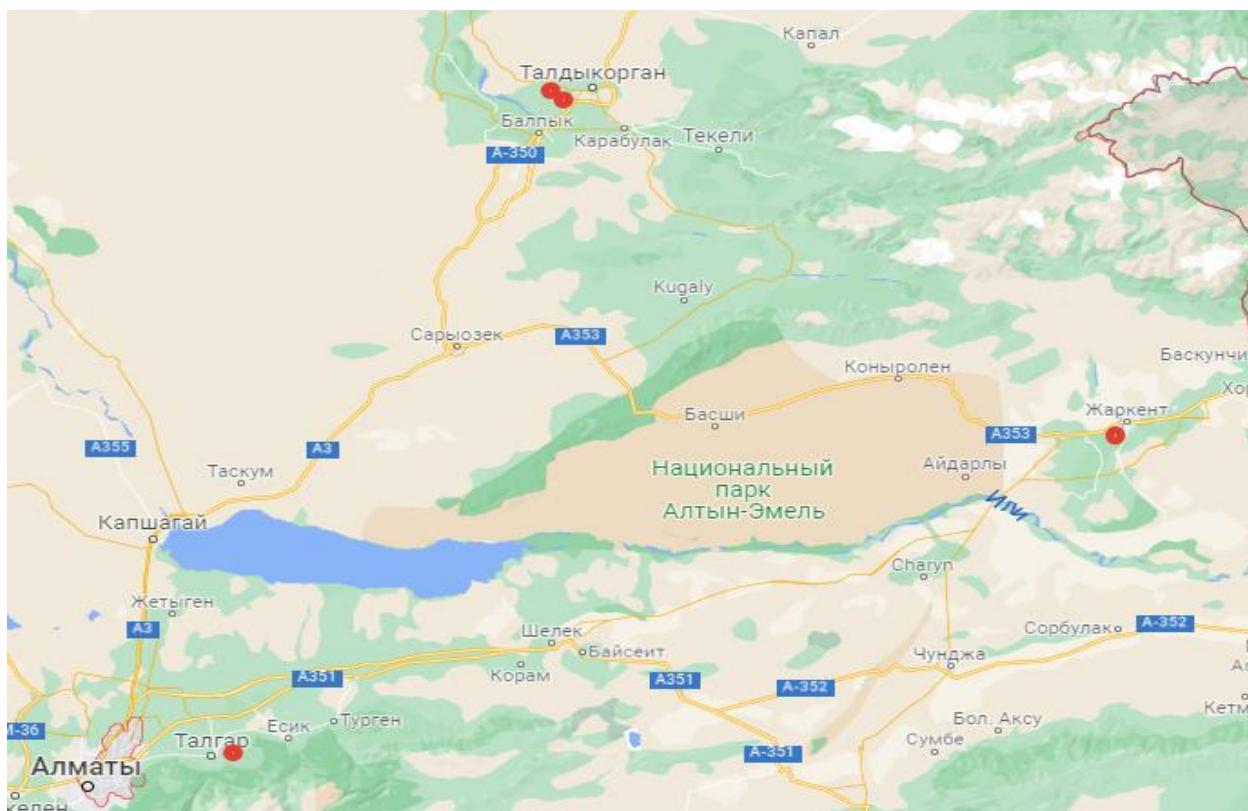 Капал
Талдыкорган
Балпык
Карабулак
Текели
A-350
Kugaly
Сарыозек
A353
Баскунчи
Коныролен
Хор
Басши
Жаркент
A353
A3
A355
Таскум
Айдарлы
Национальный
парк
Алтын-Эмель
Или
Капшагай
Charyn
Жетыген
A3
Шелек
Байсеит
Сорбулак
A-352
Чунджа
Корам
A351
A351
A-352
Кетм
М-36
Есик
Турген
Бол. Аксу
Талгар
Сумбе
A-351
Алматы
келен